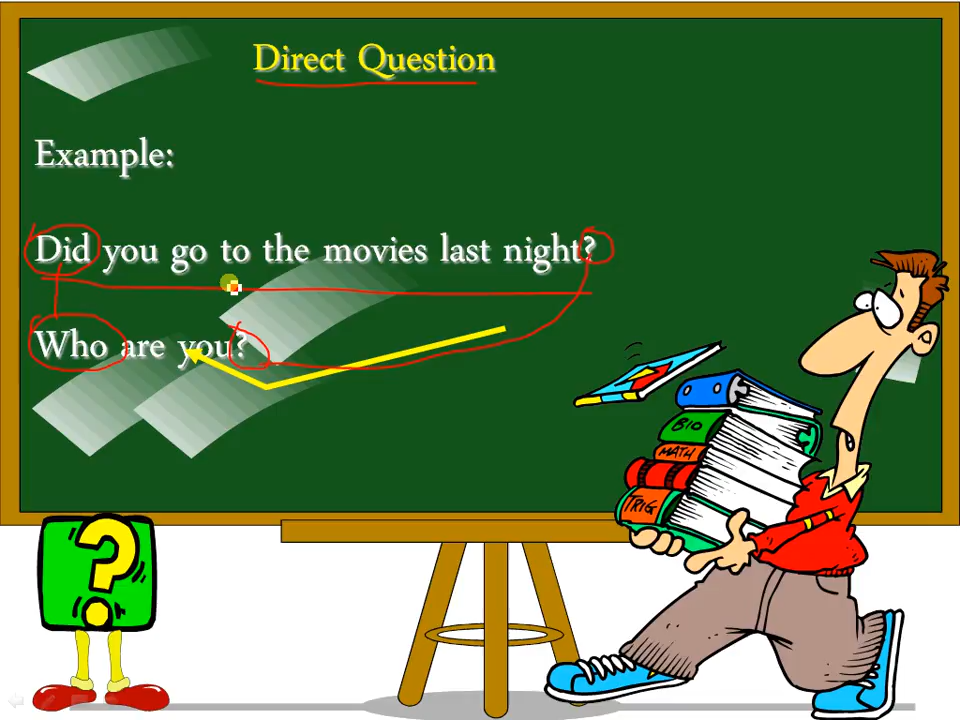 Direct Question
Example:
Did you go to the movies last night?
Who are you?
BIO
MATH
TRIG
?